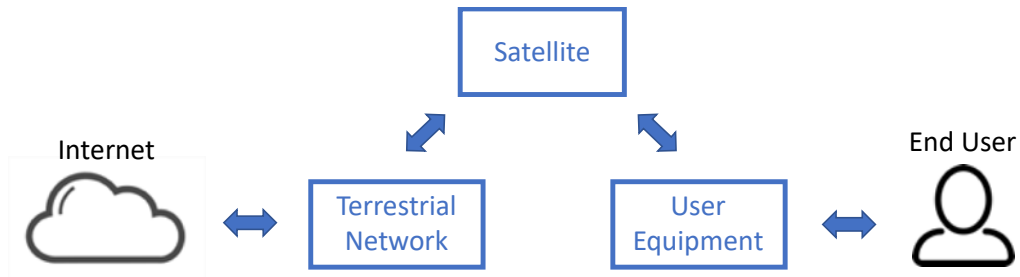 Satellite
Internet
End User
Terrestrial
Network
User
Equipment